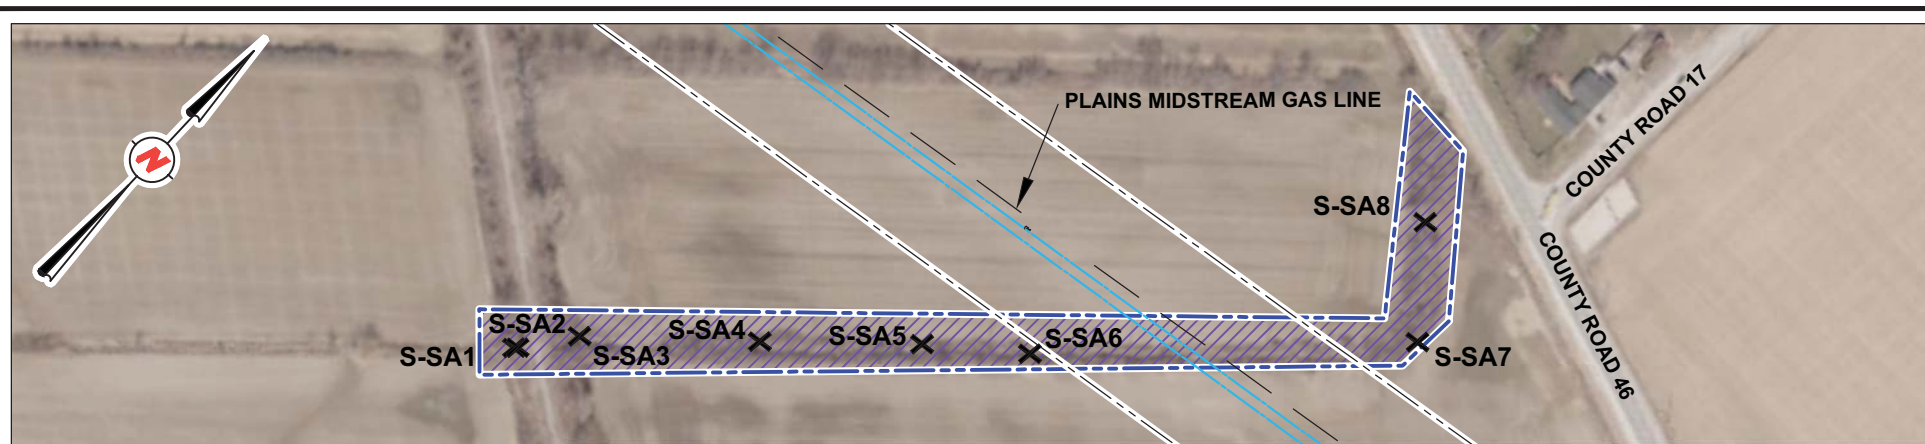 N
PLAINS MIDSTREAM GAS LINE
COUNTY ROAD 17
S-SA8
COUNTY ROAD 46
S-SA2
S-SA4
S-SA5
S-SA6
S-SA1
S-SA3
S-SA7